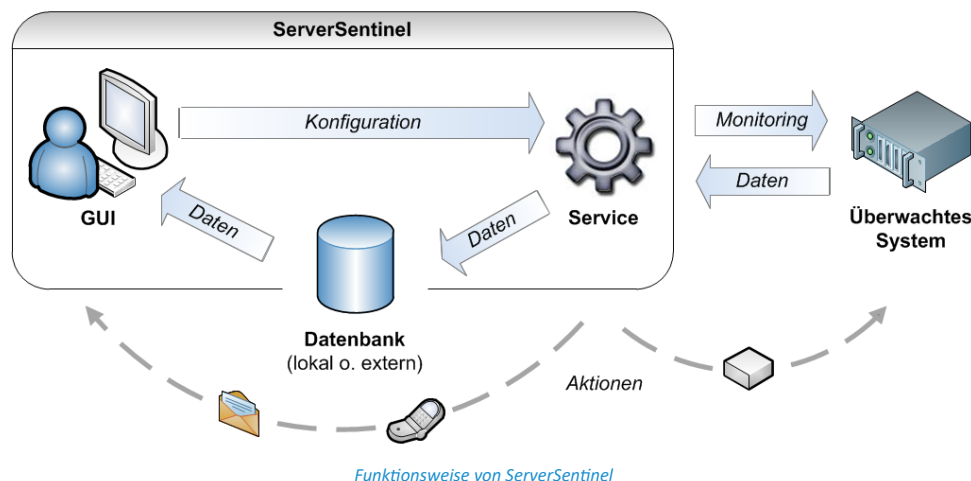 ServerSentinel
Konfiguration
Monitoring
Daten
GUI
Daten
Daten
Service
Überwachtes
System
Datenbank
(lokal o. extern)
Aktionen
Funktionsweise von ServerSentinel